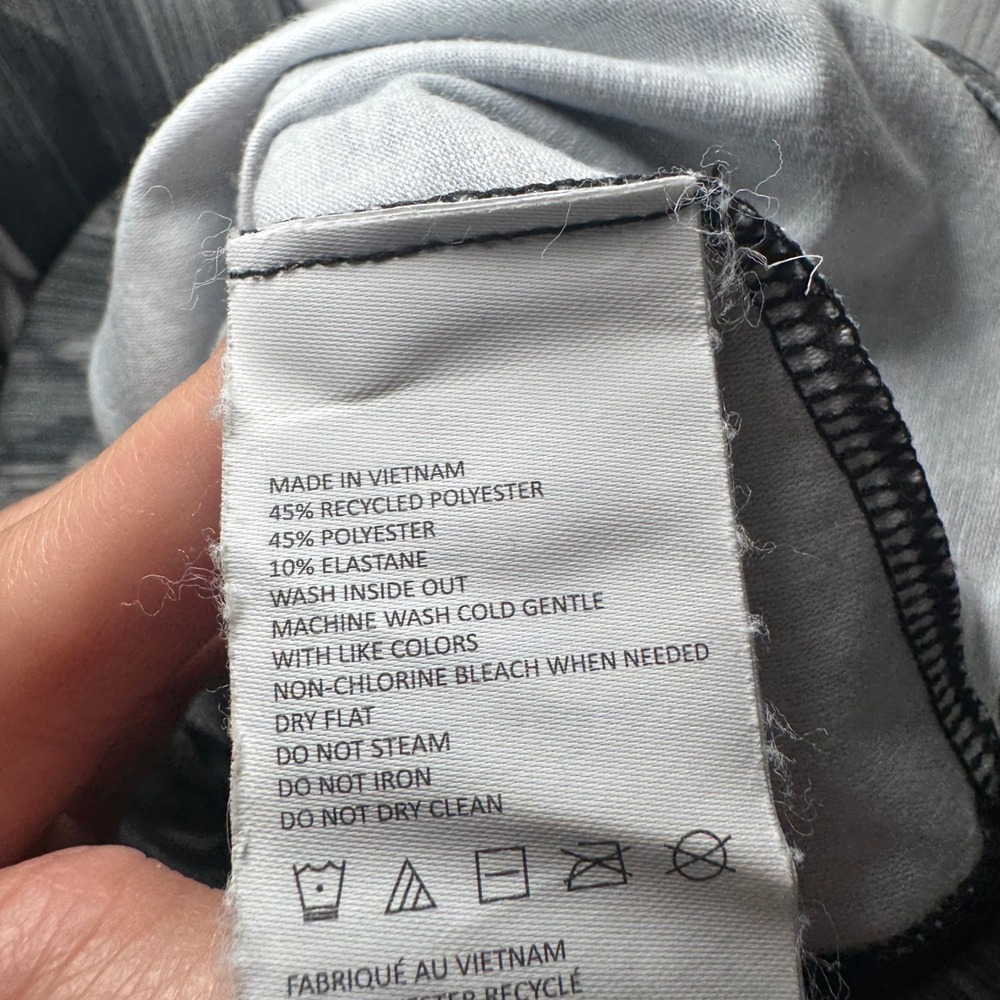 MADE IN VIETNAM
45% RECYCLED POLYESTER
45% POLYESTER
10% ELASTANE
WASH INSIDE OUT
MACHINE WASH COLD GENTLE
WITH LIKE COLORS
NON-CHLORINE BLEACH WHEN NEEDED
DRY FLAT
DO NOT STEAM
DO NOT IRON
DO NOT DRY CLEAN
FABRIQUÉ AU VIETNAM
RECYCLÉ